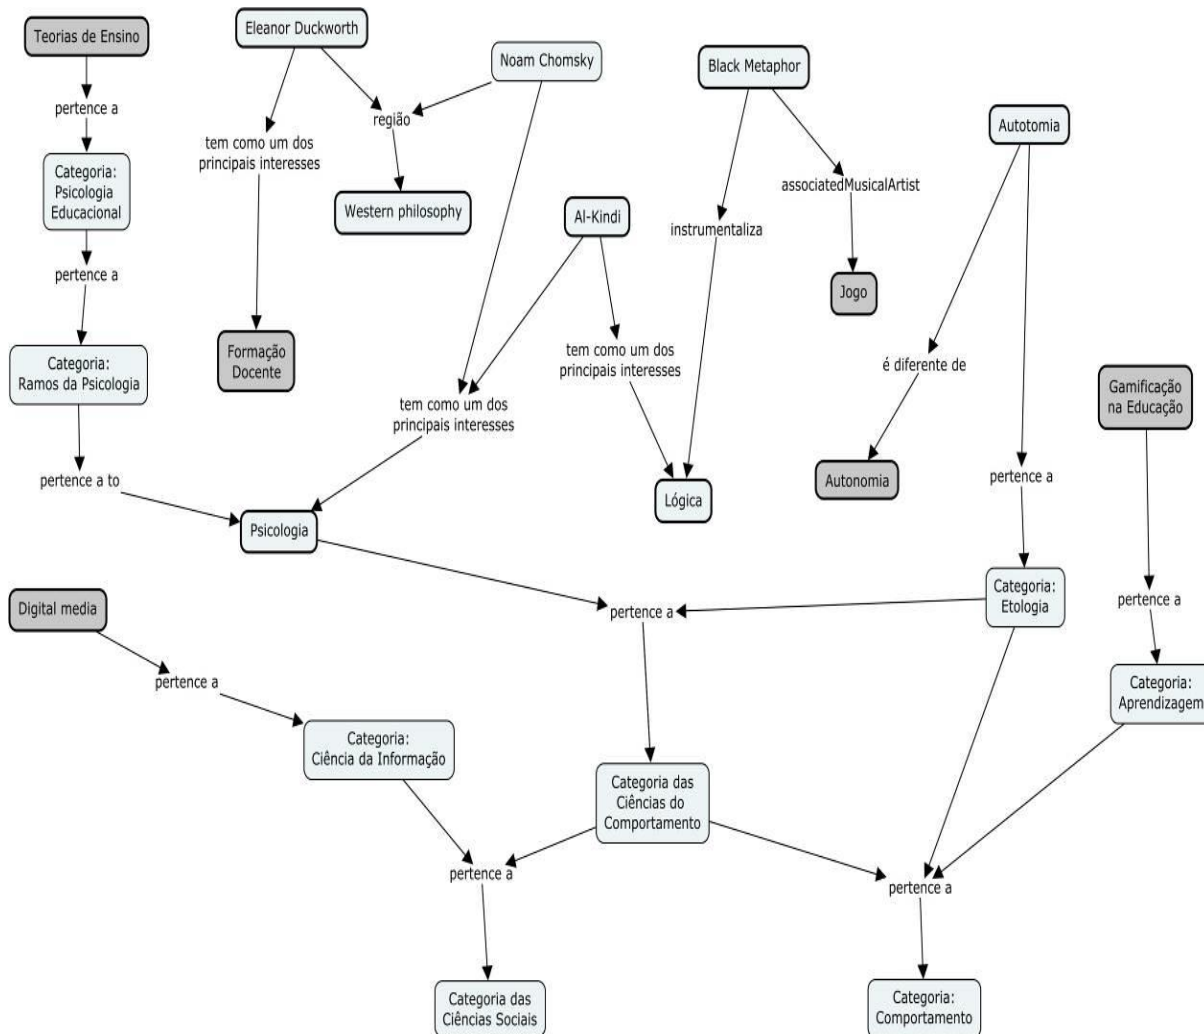 Teorias de Ensino
Eleanor Duckworth
Noam Chomsky
Black Metaphor
Autotomia
pertence a
região
tem como um dos
principais interesses
Categoria:
Psicologia
Educacional
Western philosophy
Al-Kindi
associatedMusicalArtist
instrumentaliza
pertence a
Jogo
Categoria:
Ramos da Psicologia
Formação
Docente
tem como um dos
principais interesses
é diferente de
Gamificação
na Educação
tem como um dos
principais interesses
pertence a to
Autonomia
pertence a
Lógica
Psicologia
Digital media
pertence a
Categoria:
Etologia
pertence a
pertence a
Categoria:
Aprendizagem
Categoria:
Ciência da Informação
Categoria das
Ciências do
Comportamento
pertence a
pertence a
Categoria das
Ciências Sociais
Categoria:
Comportamento